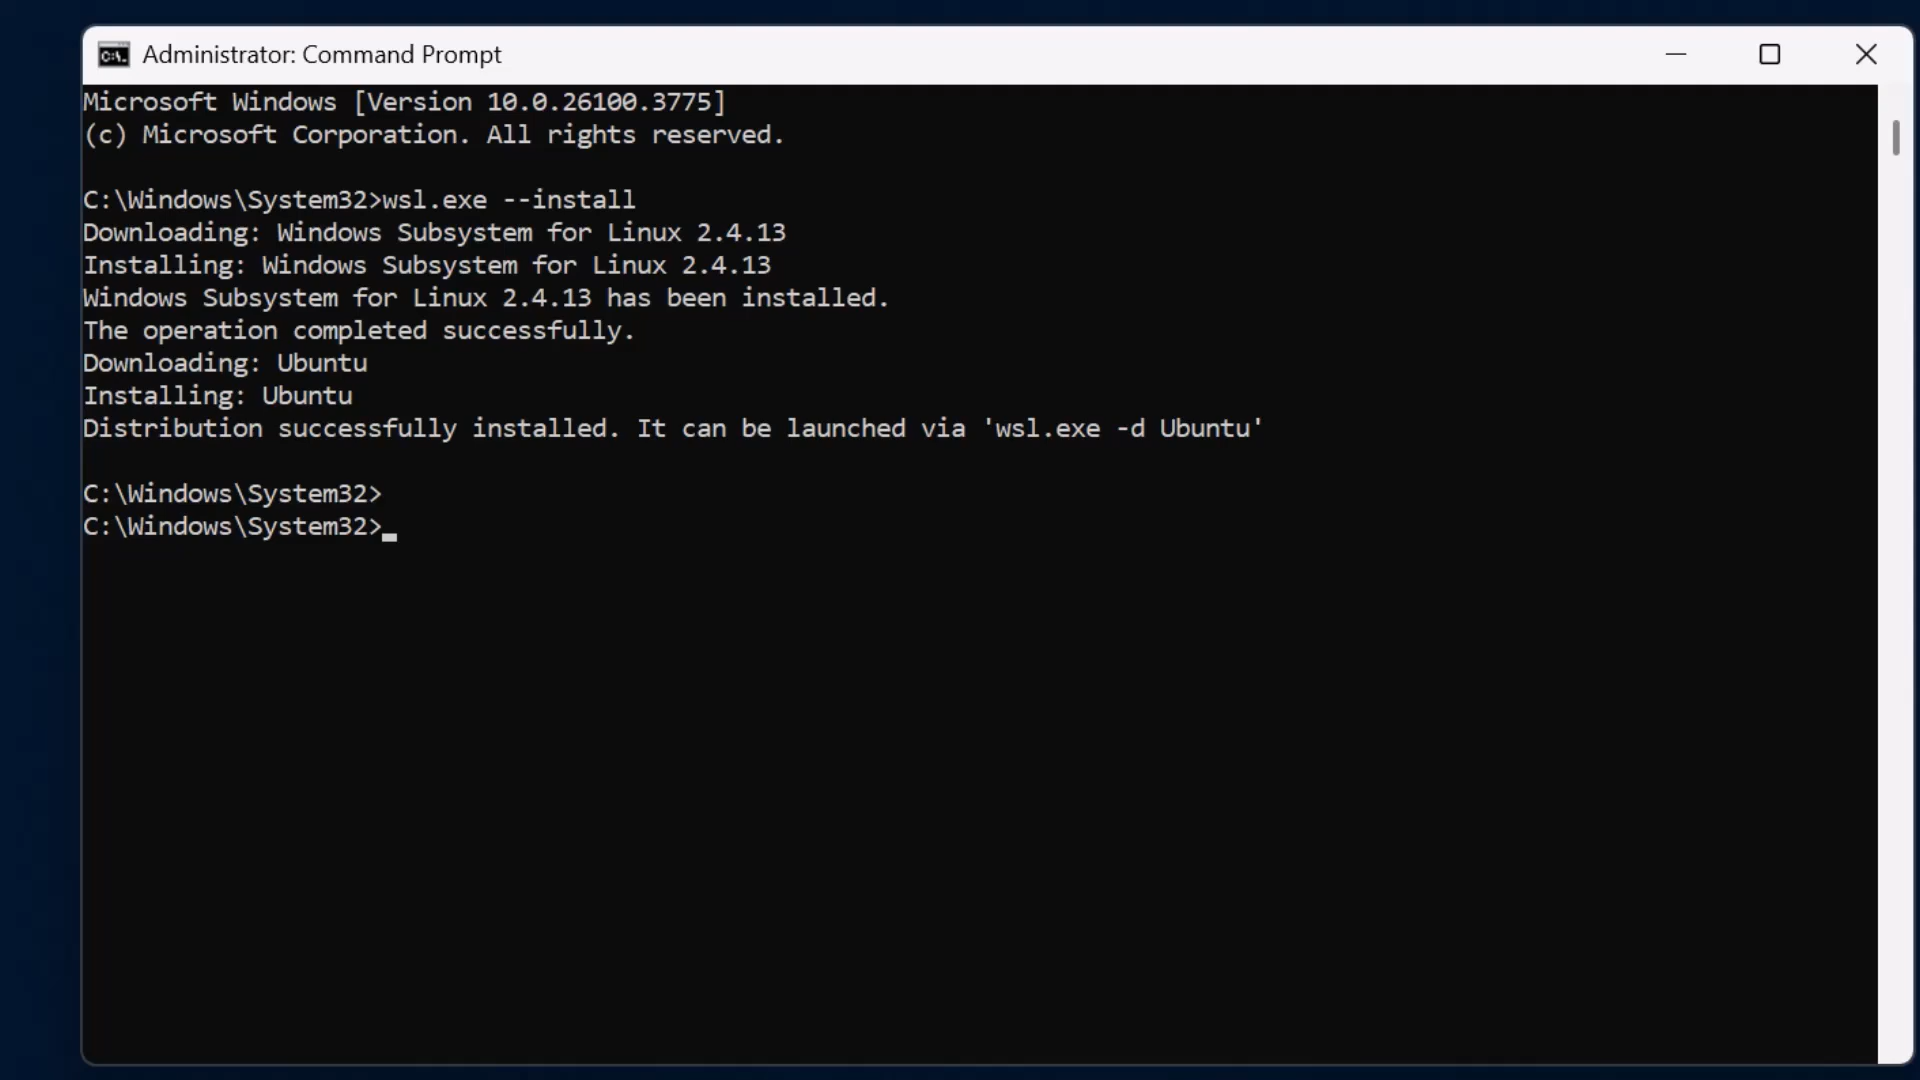 Administrator: Command Prompt
Microsoft Windows [Version 10.0.26100.3775]
(c) Microsoft Corporation. All rights reserved.
C:\Windows\System32>wsl.exe --install
Downloading: Windows Subsystem for Linux 2.4.13
Installing: Windows Subsystem for Linux 2.4.13
Windows Subsystem for Linux 2.4.13 has been installed.
The operation completed successfully.
Downloading: Ubuntu
Installing: Ubuntu
Distribution successfully installed. It can be launched via 'wsl.exe -d Ubuntu'
C:\Windows\System32>
C:\Windows\System32>